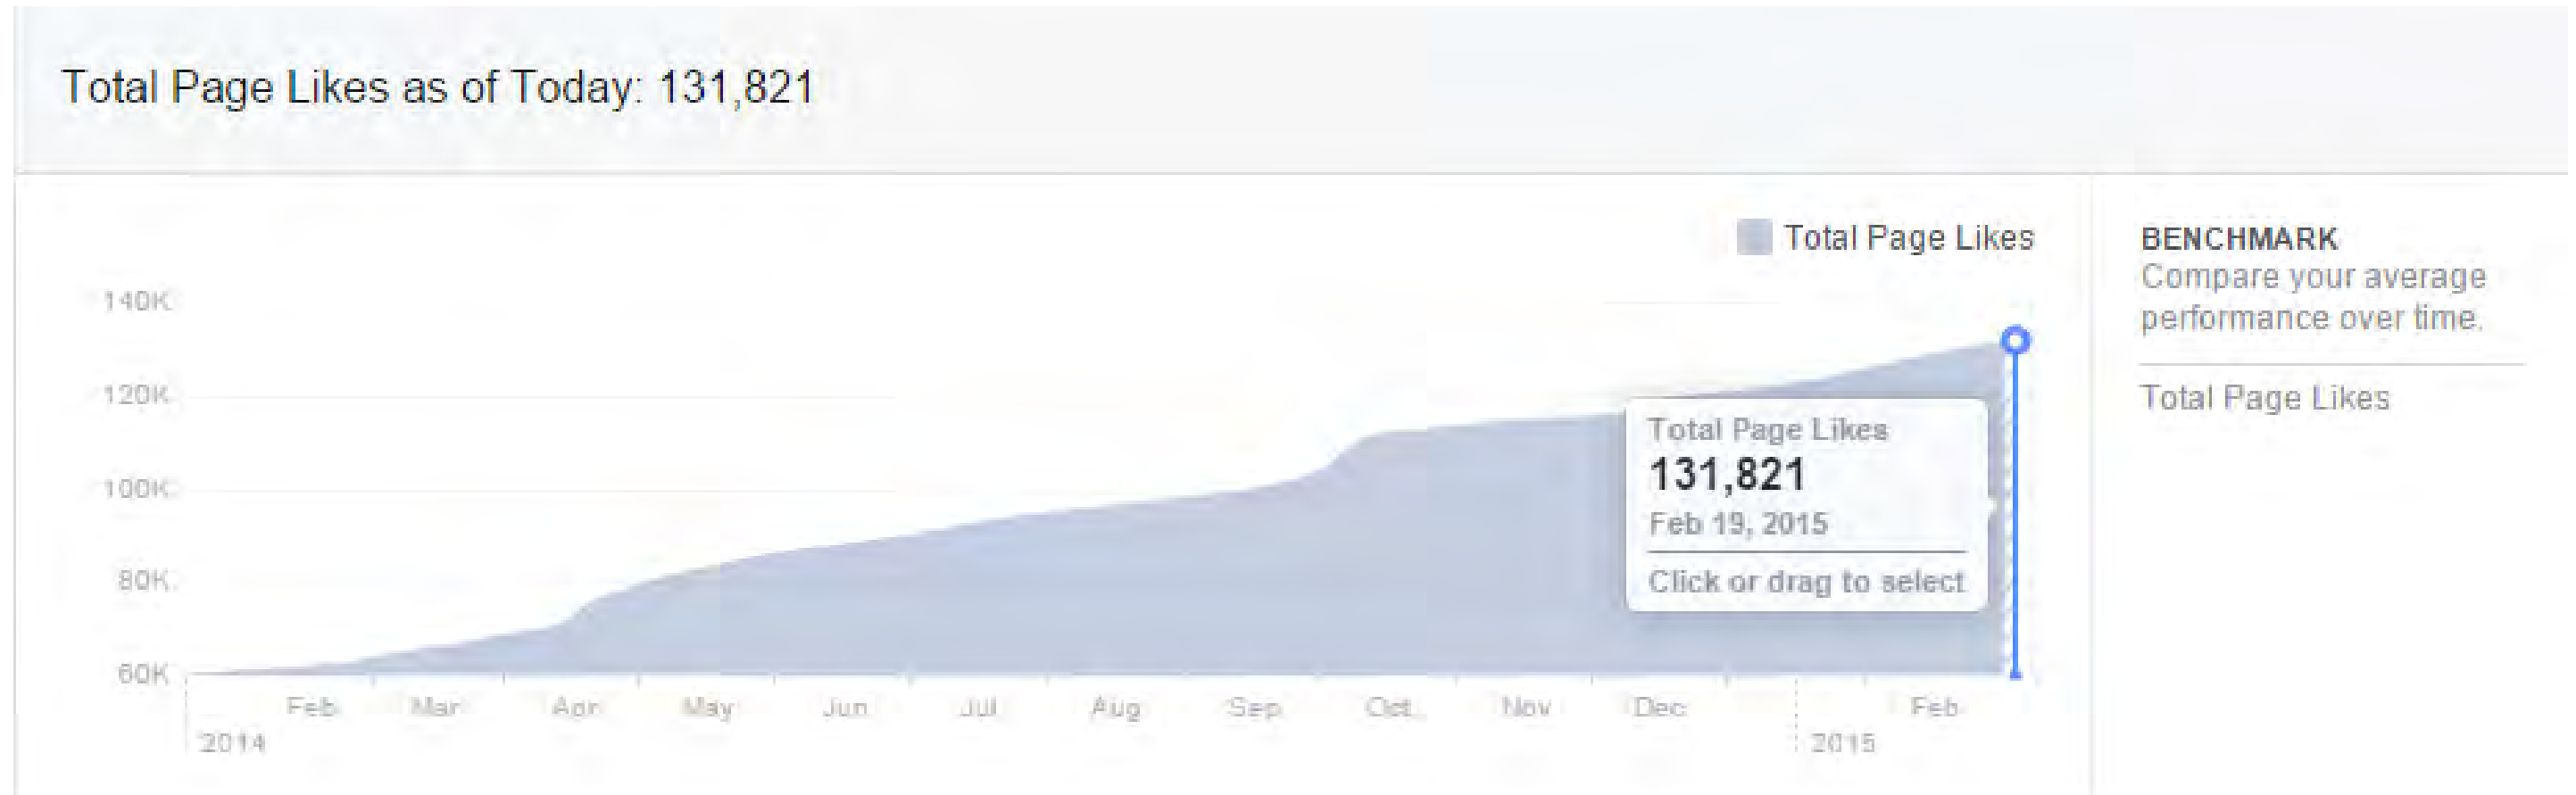 Total Page Likes as of Today: 131,821
Total Page Likes
BENCHMARK
Compare your average
performance over time.
Total Page Likes
140K
120K
100K
80K
60K
Total Page Likes
131,821
Feb 19, 2015
Click or drag to select
Feb Mar Apr May Jun Jul Aug Sep Oct Nov Dec Feb
2014 2015